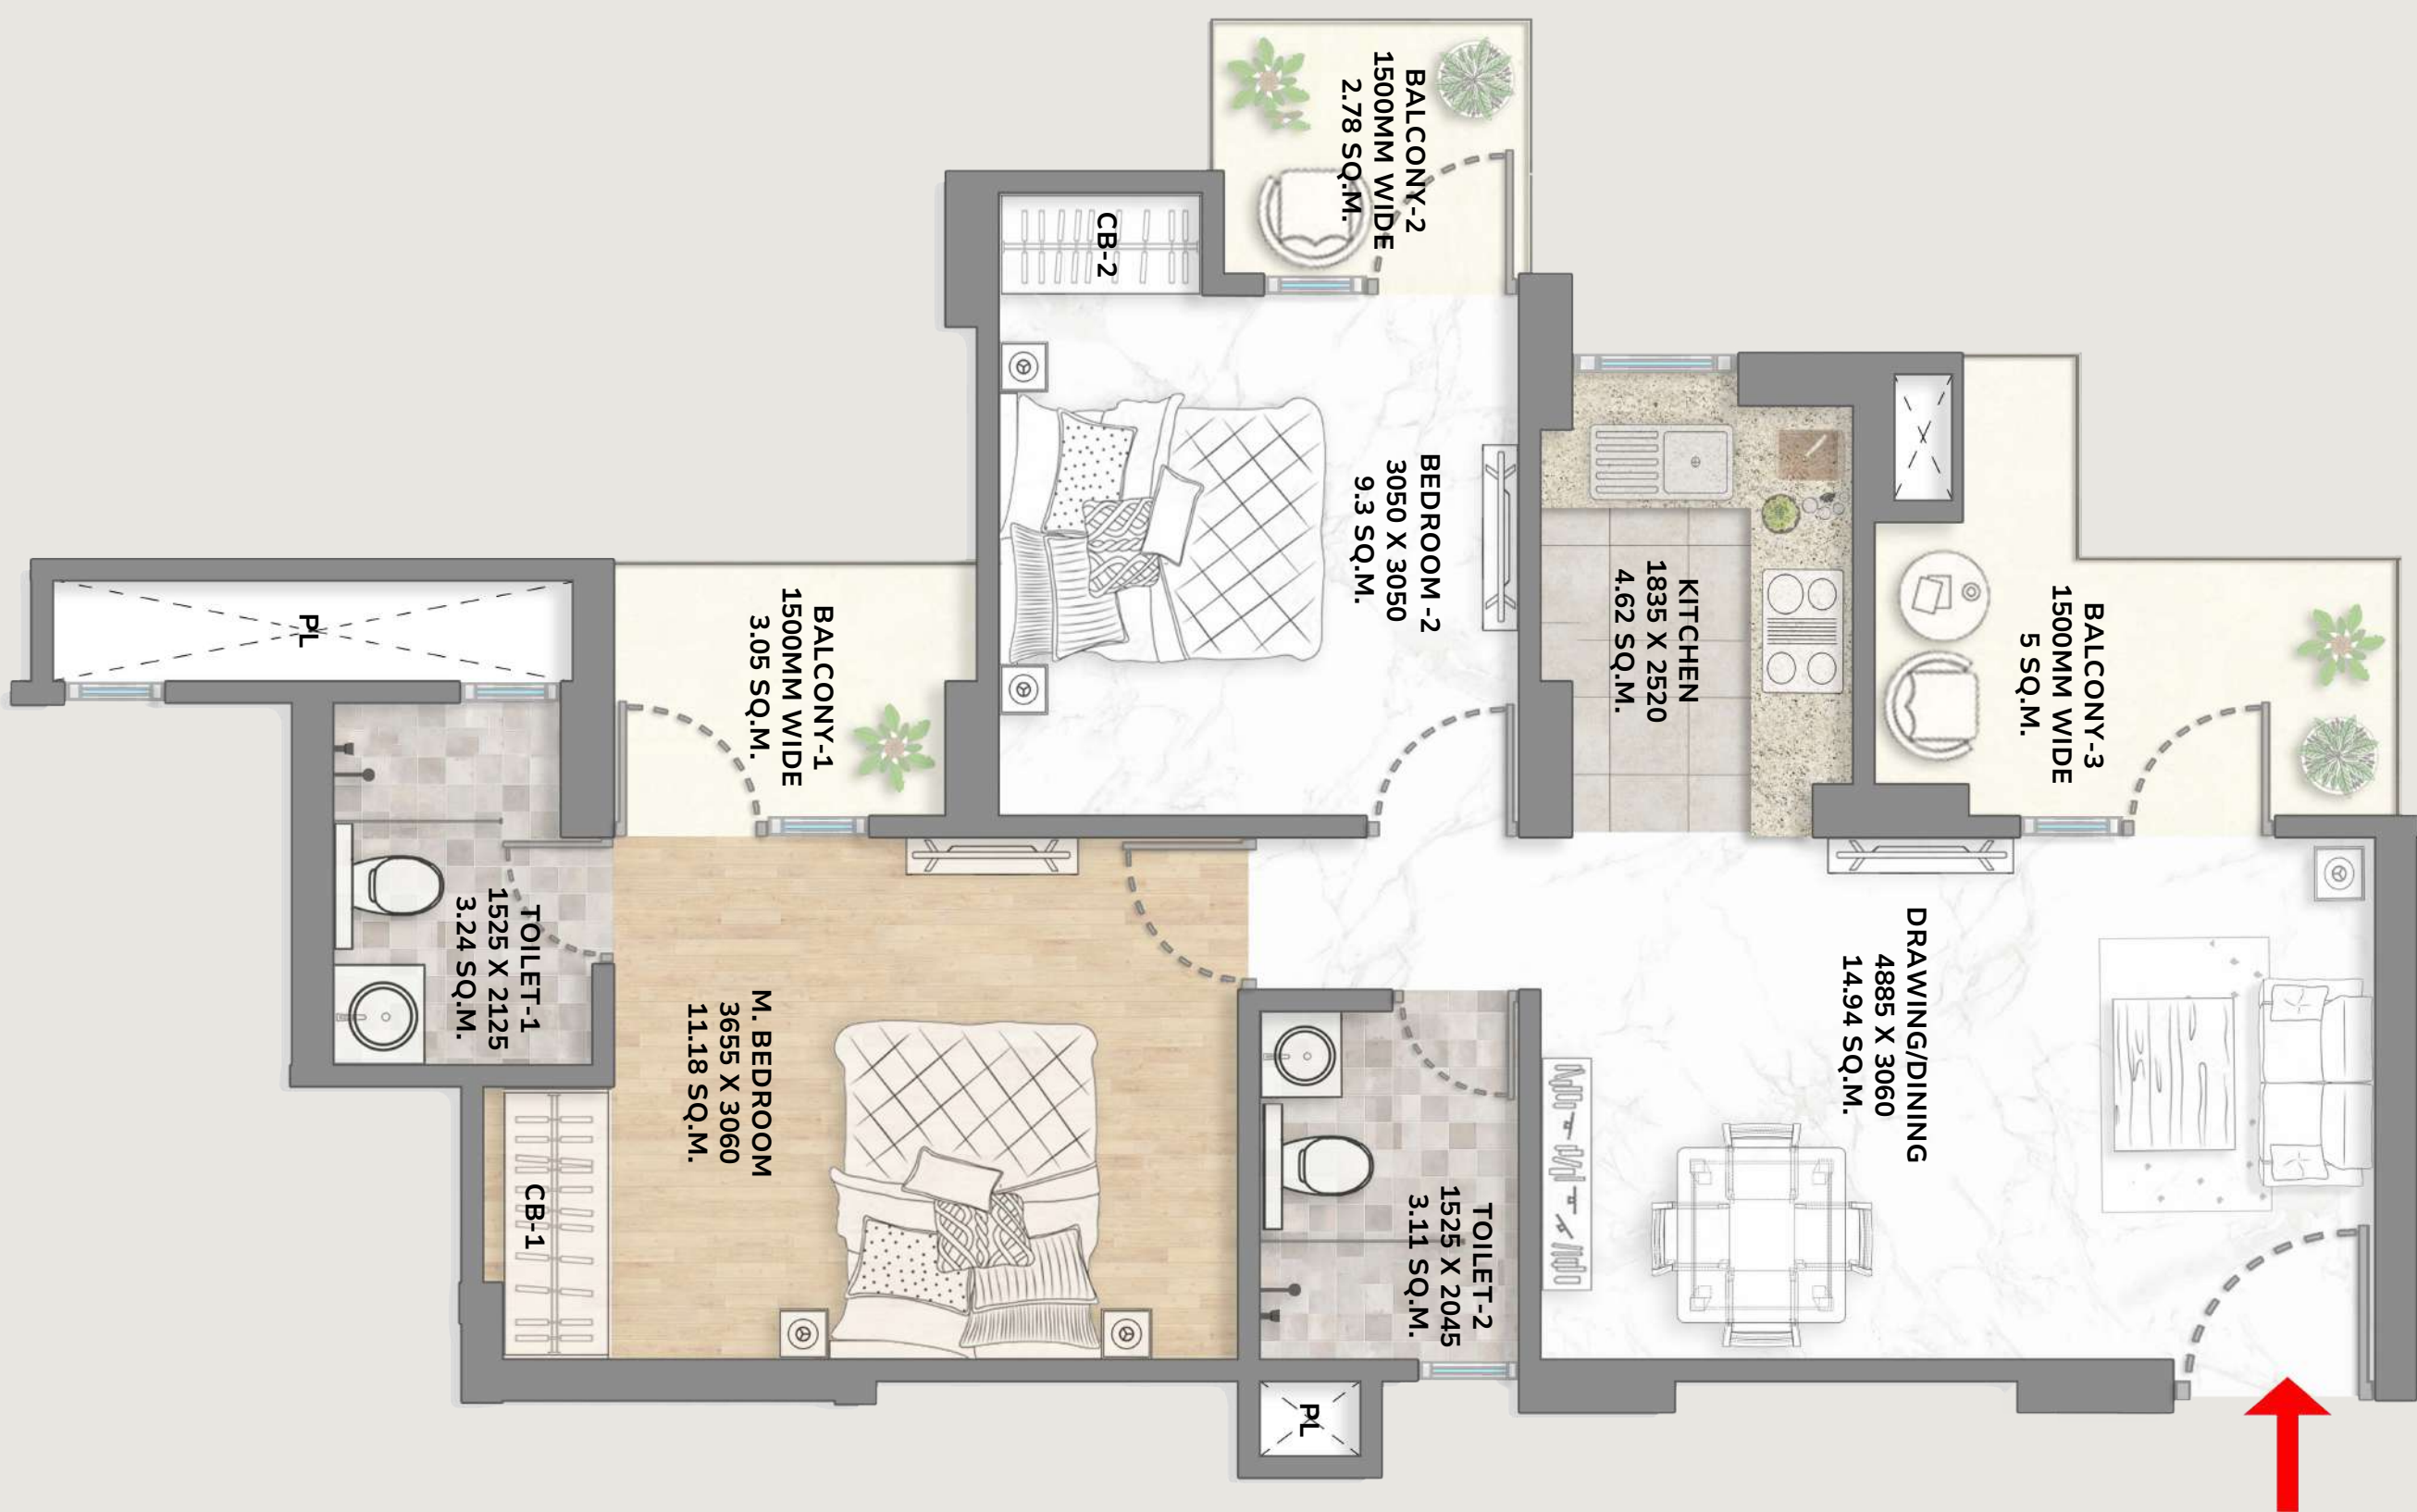 BALCONY-2
1500MM WIDE
2.78 SQ.M.
CB-2
BEDROOM -2
3050 X 3050
9.3 SQ.M.
KITCHEN
1835 X 2520
4.62 SQ.M.
BALCONY-3
1500MM WIDE
5 SQ.M.
PL
BALCONY-1
1500MM WIDE
3.05 SQ.M.
TOILET-1
1525 X 2125
3.24 SQ.M.
M. BEDROOM
3655 X 3060
11.18 SQ.M.
CB-1
DRAWING/DINING
4885 X 3060
14.94 SQ.M.
TOILET-2
1525 X 2045
3.11 SQ.M.
PL